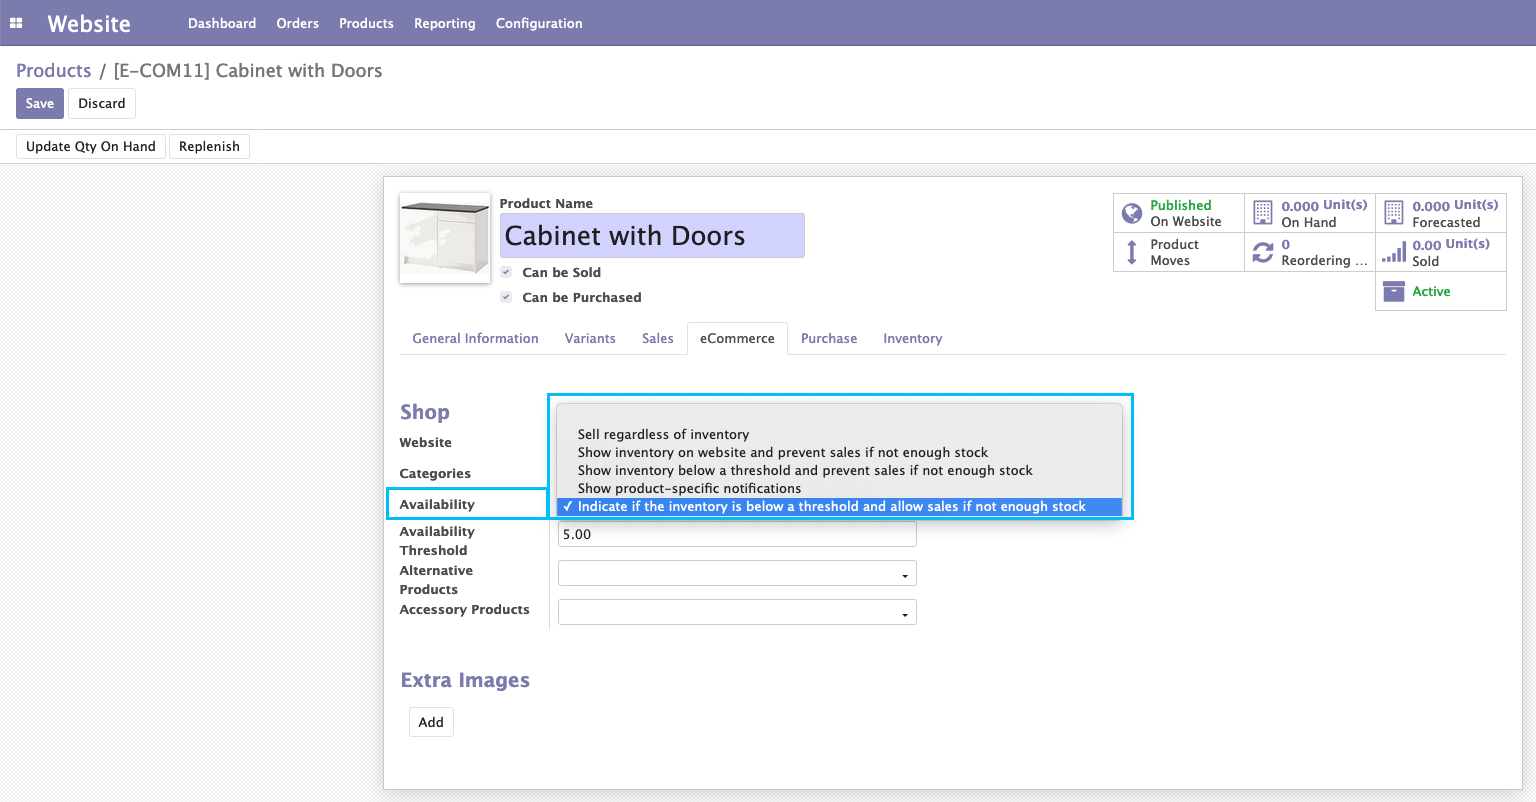 Website
Dashboard Orders Products Reporting Configuration
Products / [E-COM11] Cabinet with Doors
Save Discard
Update Qty On Hand Replenish
Product Name
Cabinet with Doors
Can be Sold
Can be Purchased
Published
On Website
0.000 Unit(s)
On Hand
0.000 Unit(s)
Forecasted
Product
Moves
0
Reordering ...
0.00 Unit(s)
Sold
Active
General Information Variants Sales eCommerce Purchase Inventory
Shop
Website
Categories
Availability
Sell regardless of inventory
Show inventory on website and prevent sales if not enough stock
Show inventory below a threshold and prevent sales if not enough stock
Show product-specific notifications
✓ Indicate if the inventory is below a threshold and allow sales if not enough stock
Availability
Threshold
5.00
Alternative
Products
Accessory Products
Extra Images
Add